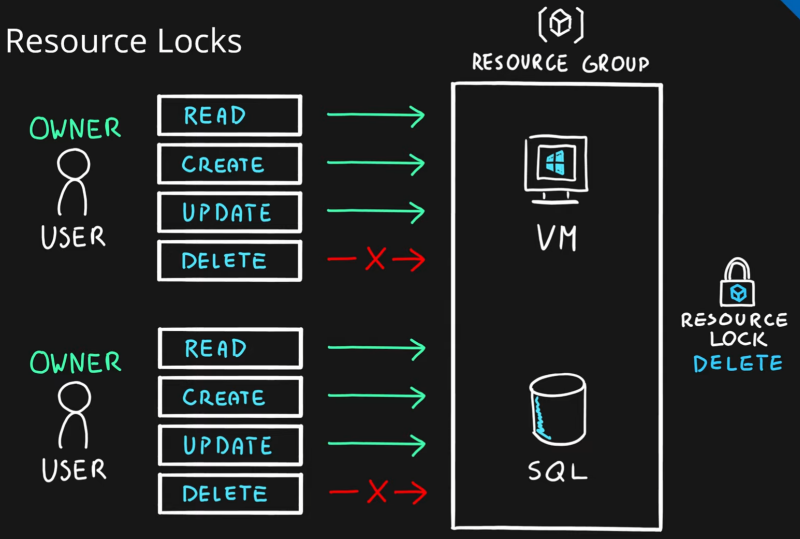 Resource Locks
RESOURCE GROUP
OWNER
USER
READ
CREATE
UPDATE
DELETE
X
VM
OWNER
USER
READ
CREATE
UPDATE
DELETE
X
SQL
RESOURCE
LOCK
DELETE